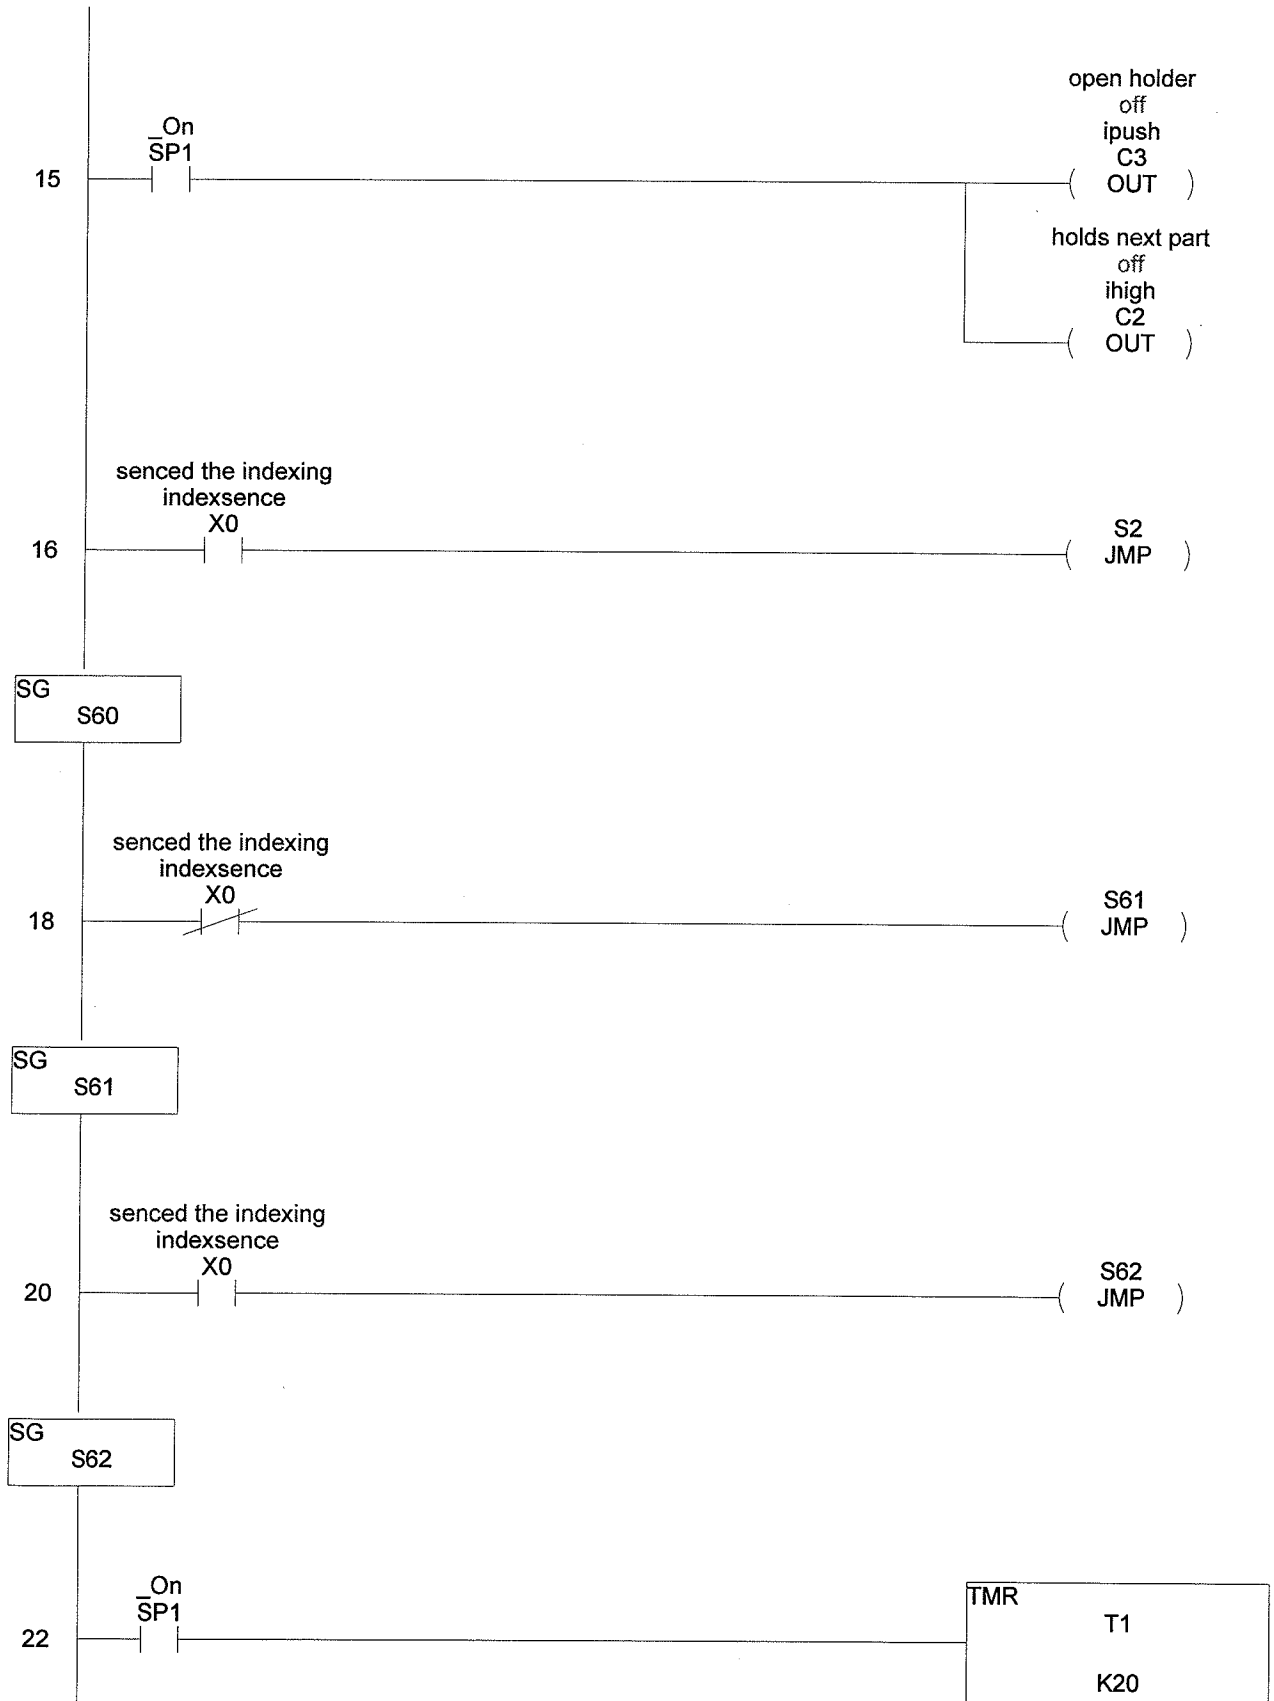 open holder
off
ipush
C3
_On
SP1
15
OUT
holds next part
off
ihigh
C2
OUT
senced the indexing
indexsence
X0
16
S2
JMP
SG
S60
senced the indexing
indexsence
X0
18
S61
JMP
SG
S61
senced the indexing
indexsence
X0
20
S62
JMP
SG
S62
_On
SP1
22
TMR
T1
K20